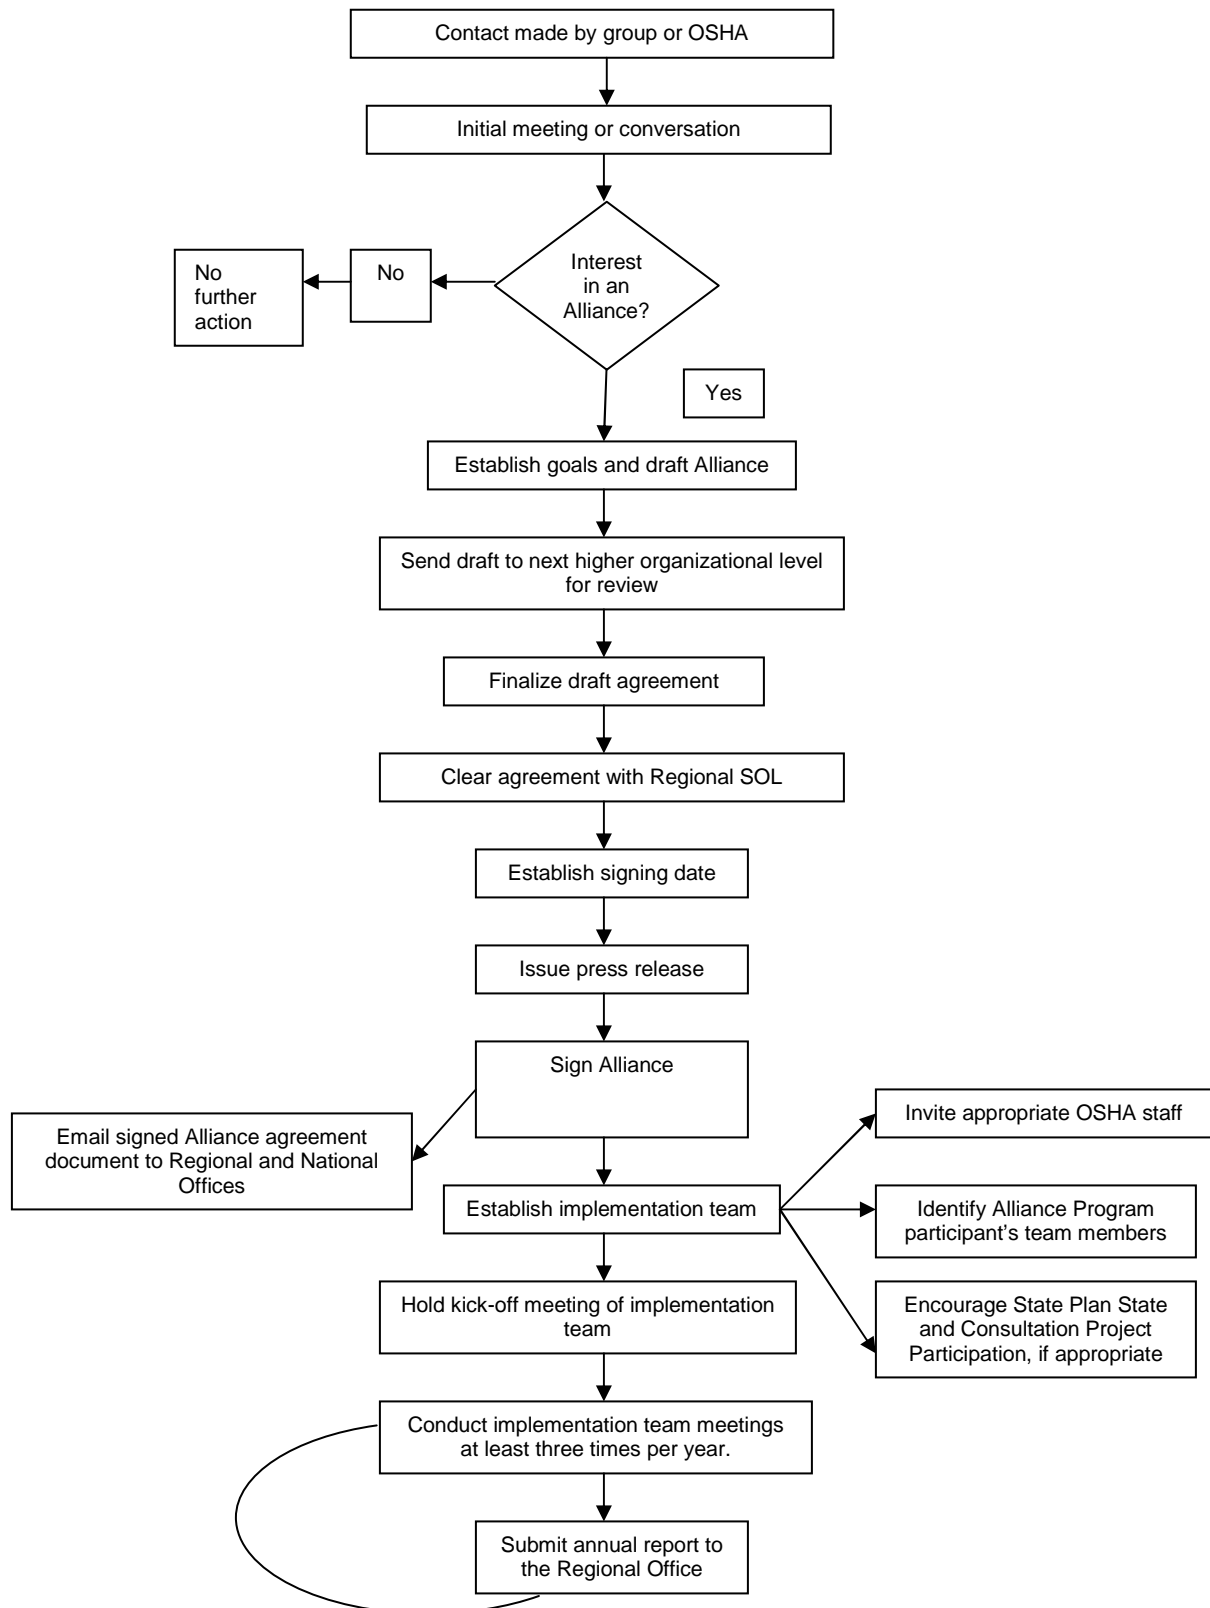 Contact made by group or OSHA
Initial meeting or conversation
Interest
in an
Alliance?
No
No
further
action
Yes
Establish goals and draft Alliance
Send draft to next higher organizational level
for review
Finalize draft agreement
Clear agreement with Regional SOL
Establish signing date
Issue press release
Sign Alliance
Email signed Alliance agreement
document to Regional and National
Offices
Establish implementation team
Invite appropriate OSHA staff
Identify Alliance Program
participant's team members
Encourage State Plan State
and Consultation Project
Participation, if appropriate
Hold kick-off meeting of implementation
team
Conduct implementation team meetings
at least three times per year.
Submit annual report to
the Regional Office